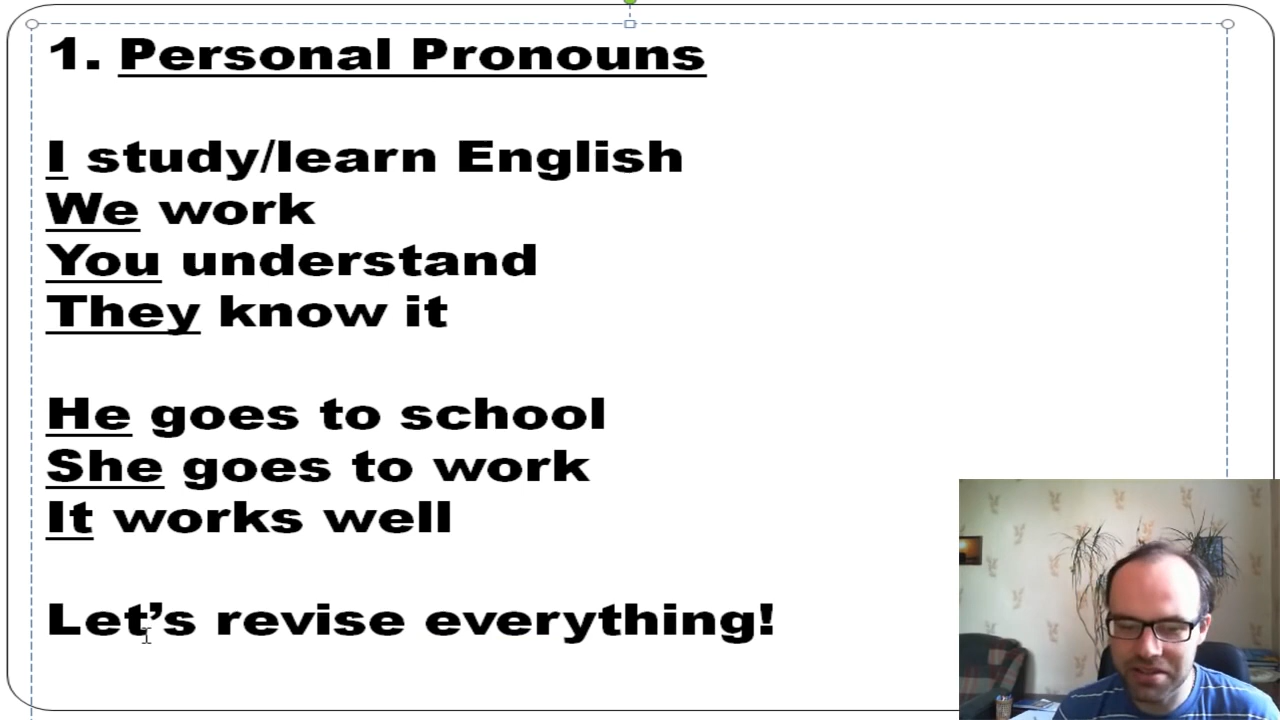 1. Personal Pronouns
I study/learn English
We work
You understand
They know it
He goes to school
She goes to work
It works well
Let’s revise everything!